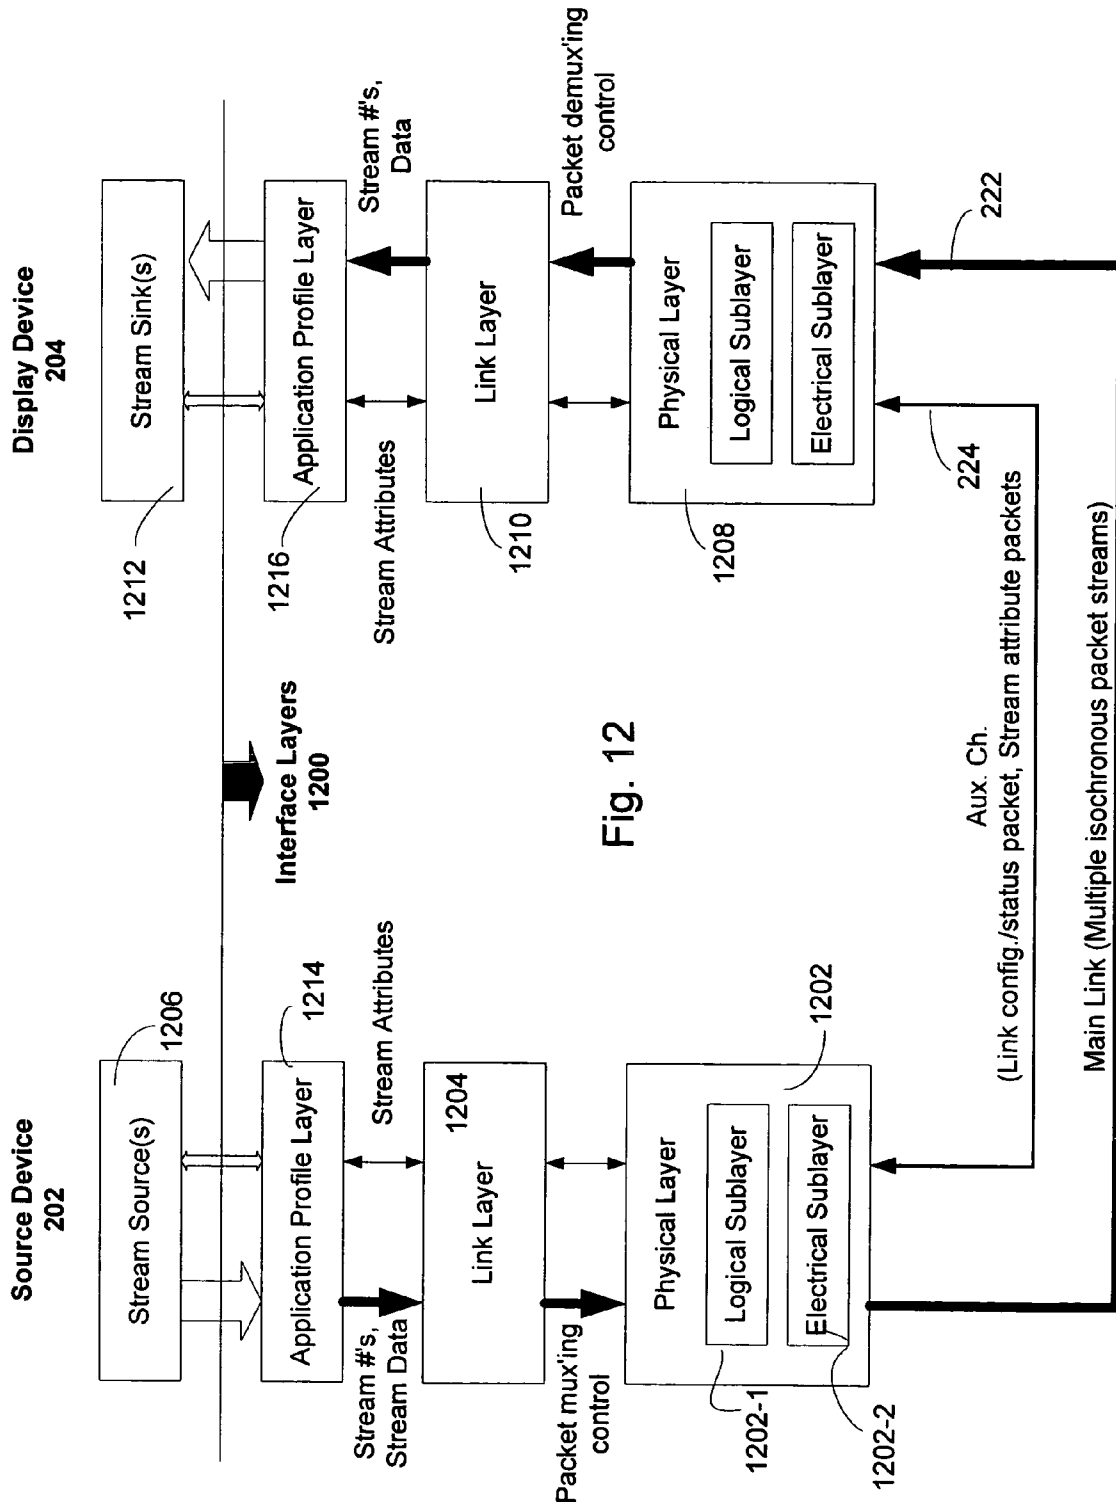 Source Device
202
Display Device
204
Stream Source(s)
1206
Stream Sink(s)
1212
Interface Layers
1200
Application Profile Layer
1214
Application Profile Layer
1216
Stream #'s,
Stream Data
Stream Attributes
Stream Attributes
Stream #'s,
Data
1204
Link Layer
Link Layer
1210
Packet mux'ing
control
Packet demux'ing
control
Fig. 12
Physical Layer
1202
Logical Sublayer
Electrical Sublayer
1202-1
1202-2
Physical Layer
Logical Sublayer
Electrical Sublayer
1208
224
222
Aux. Ch.
(Link config./status packet, Stream attribute packets
Main Link (Multiple isochronous packet streams)